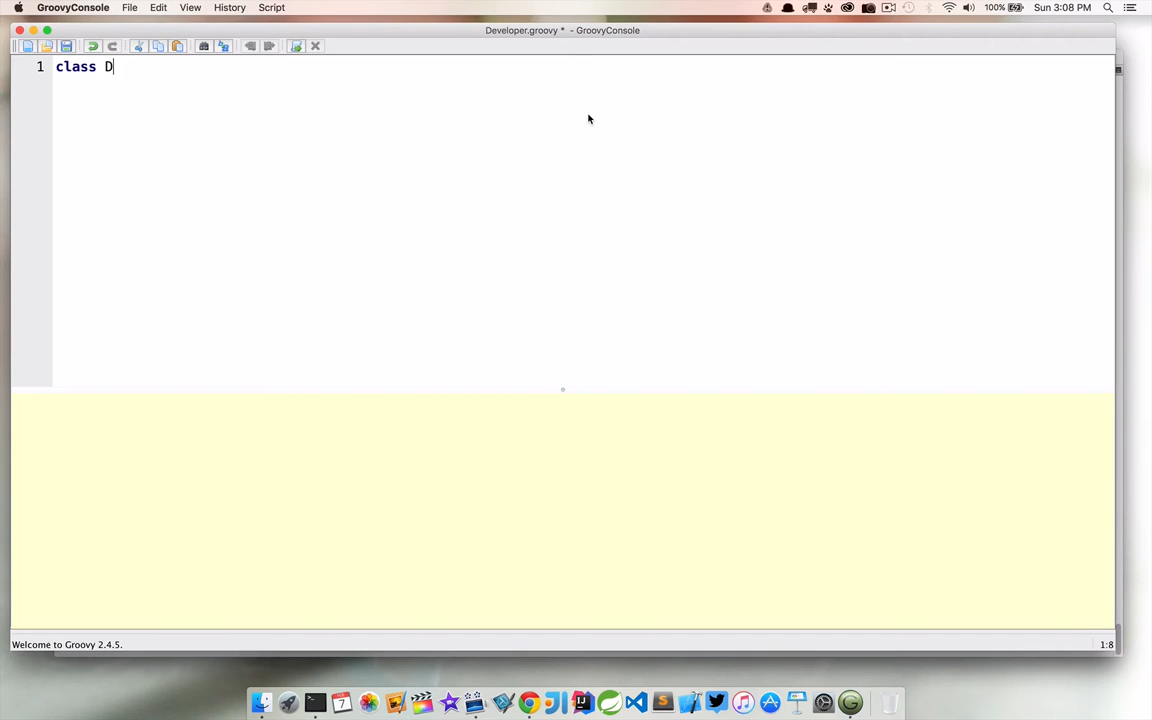 GroovyConsole File Edit View History Script 100% Sun 3:08 PM
Developer.groovy * - GroovyConsole
1 class D
Welcome to Groovy 2.4.5. 1:8
7